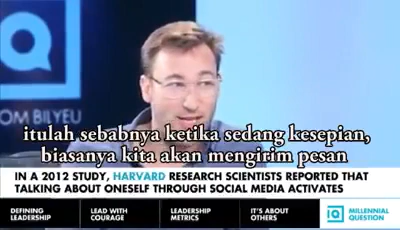 TOM BILYEU
itulah sebabnya ketika sedang kesepian,
biasanya kita akan mengirim pesan
IN A 2012 STUDY, HARVARD RESEARCH SCIENTISTS REPORTED THAT
TALKING ABOUT ONESELF THROUGH SOCIAL MEDIA ACTIVATES
DEFINING
LEADERSHIP
LEAD WITH
COURAGE
LEADERSHIP
METRICS
IT'S ABOUT
OTHERS
MILLENNIAL
QUESTION